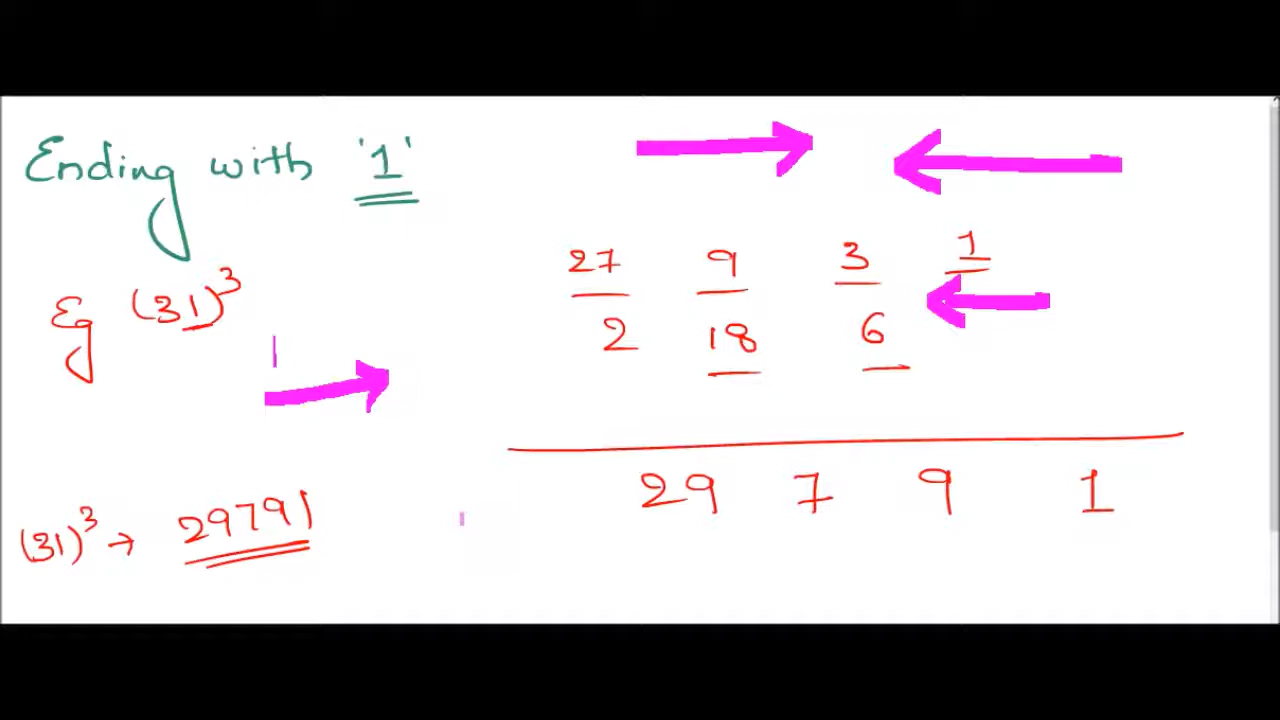 Ending with '1'
Eg (31)³
27 9 3 1
2 18 6
29 7 9 1
(31)³ → 29791